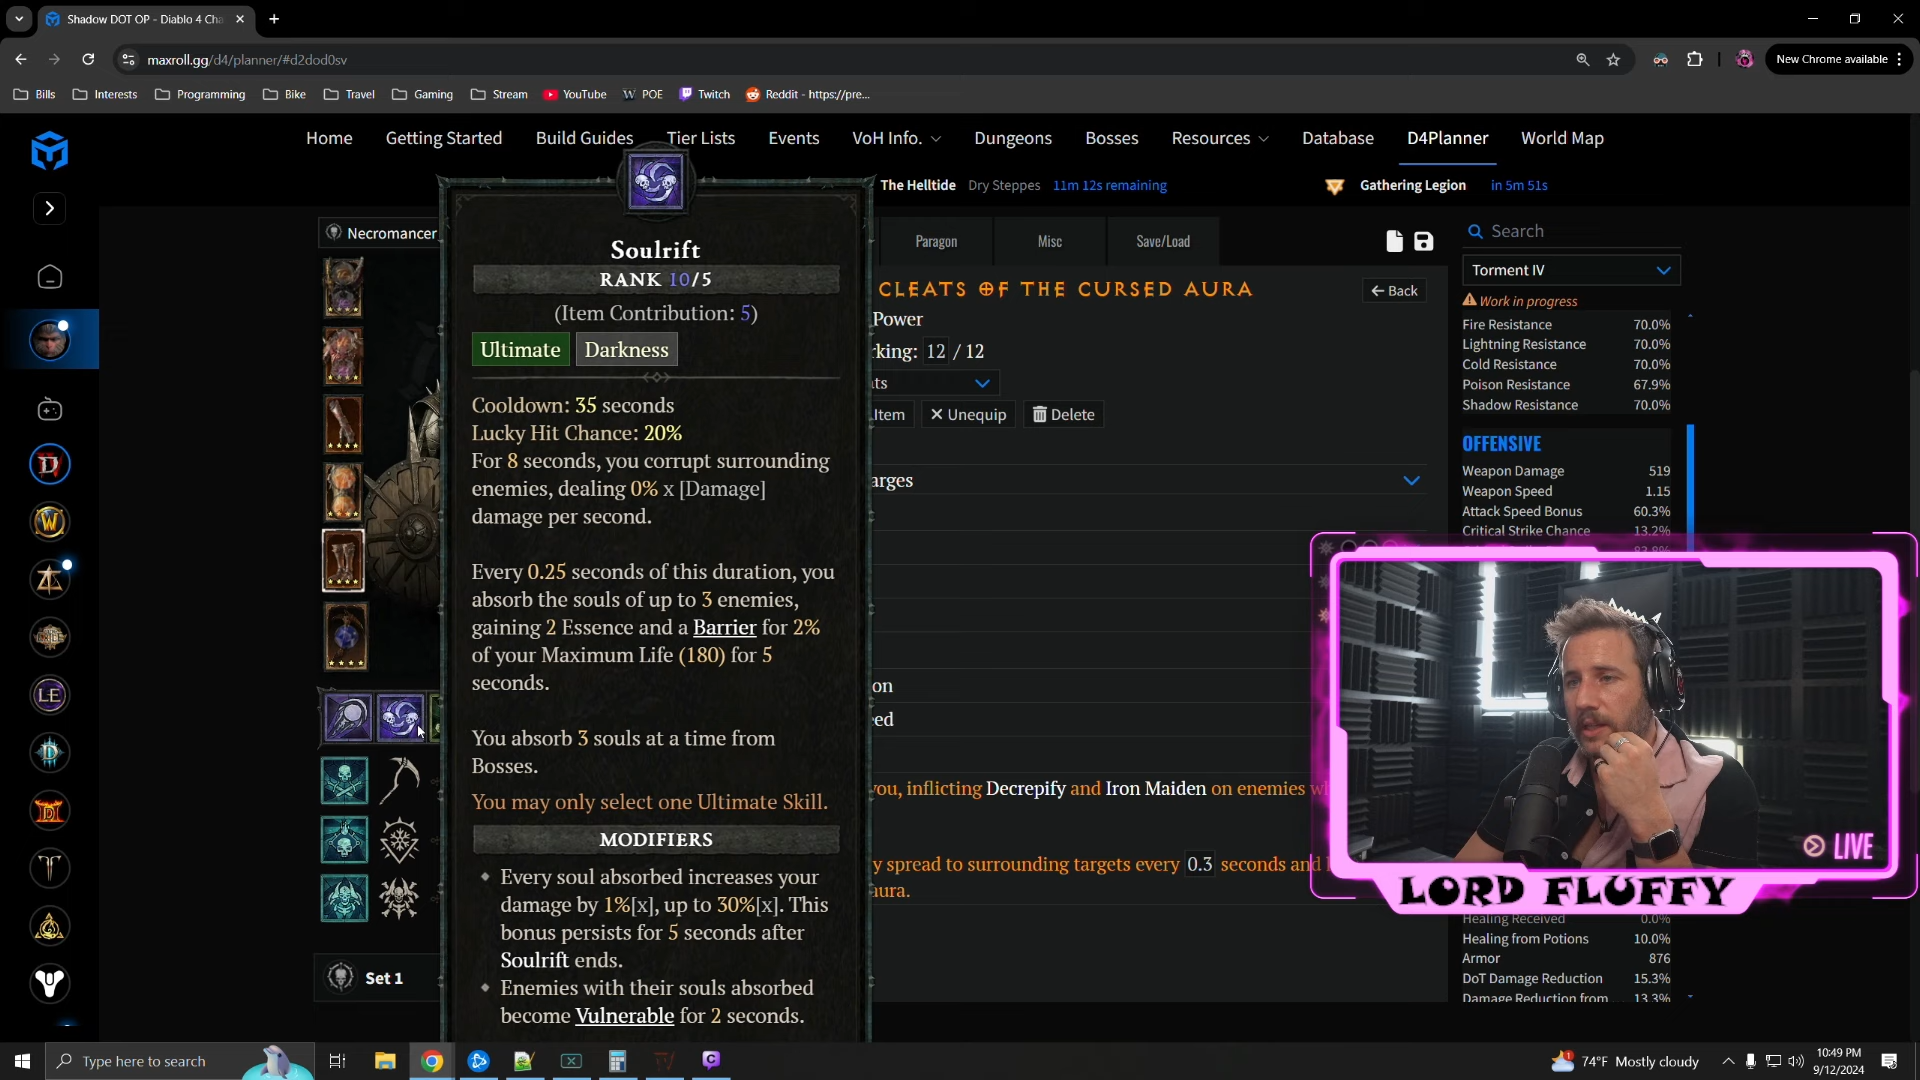 Shadow DOT OP - Diablo 4 Cha
maxroll.gg/d4/planner/#d2dod0sv
New Chrome available
Bills
Interests
Programming
Bike
Travel
Gaming
Stream
YouTube
POE
Twitch
Reddit - https://pre...
Home
Getting Started
Build Guides
Tier Lists
Events
VoH Info.
Dungeons
Bosses
Resources
Database
D4Planner
World Map
The Helltide Dry Steppes 11m 12s remaining
Gathering Legion in 5m 51s
Necromancer
Paragon
Misc
Save/Load
Search
Torment IV
Work in progress
Fire Resistance 70.0%
Lightning Resistance 70.0%
Cold Resistance 70.0%
Poison Resistance 67.9%
Shadow Resistance 70.0%
OFFENSIVE
Weapon Damage 519
Weapon Speed 1.15
Attack Speed Bonus 60.3%
Critical Strike Chance 13.2%
Soulrift
RANK 10/5
(Item Contribution: 5)
Ultimate Darkness
Cooldown: 35 seconds
Lucky Hit Chance: 20%
For 8 seconds, you corrupt surrounding
enemies, dealing 0% x [Damage]
damage per second.
Every 0.25 seconds of this duration, you
absorb the souls of up to 3 enemies,
gaining 2 Essence and a Barrier for 2%
of your Maximum Life (180) for 5
seconds.
You absorb 3 souls at a time from
Bosses.
You may only select one Ultimate Skill.
MODIFIERS
Every soul absorbed increases your
damage by 1%[x], up to 30%[x]. This
bonus persists for 5 seconds after
Soulrift ends.
Enemies with their souls absorbed
become Vulnerable for 2 seconds.
CLEATS OF THE CURSED AURA
Back
Power
rking: 12 / 12
ts
Item
Unequip
Delete
arges
on
eed
you, inflicting Decrepify and Iron Maiden on enemies w
y spread to surrounding targets every 0.3 seconds and
aura.
LIVE
LORD FLUFFY
Healing Received 0.0%
Healing from Potions 10.0%
Armor 876
DoT Damage Reduction 15.3%
Damage Reduction from 13.3%
Set 1
LE
Type here to search
74°F Mostly cloudy
10:49 PM
9/12/2024